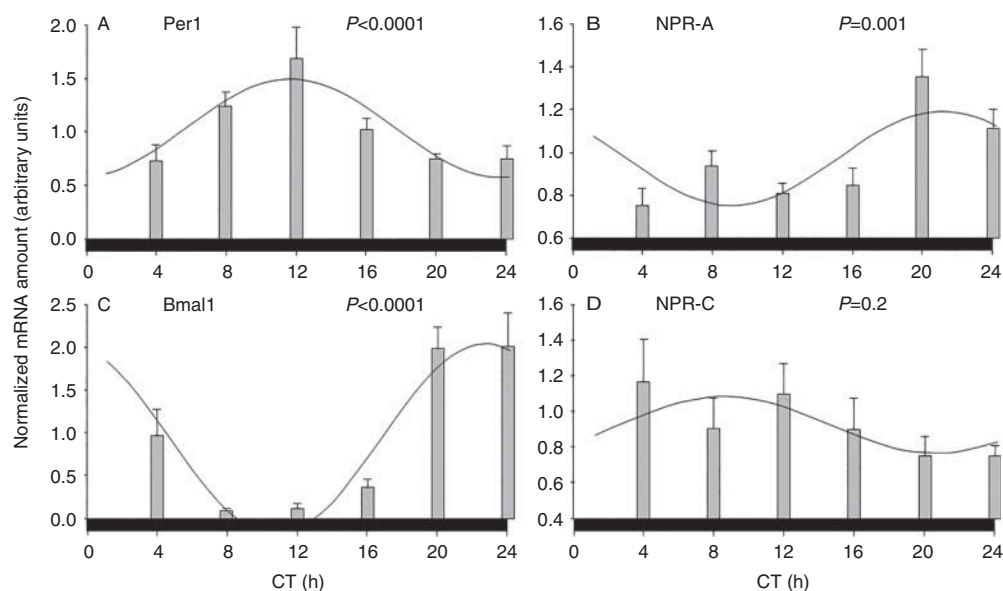 Normalized mRNA amount (arbitrary units)
A Per1 P<0.0001
2.0
1.5
1.0
0.5
0.0
0 4 8 12 16 20 24
B NPR-A P=0.001
1.6
1.4
1.2
1.0
0.8
0.6
0 4 8 12 16 20 24
C Bmal1 P<0.0001
2.5
2.0
1.5
1.0
0.5
0.0
0 4 8 12 16 20 24
CT (h)
D NPR-C P=0.2
1.6
1.4
1.2
1.0
0.8
0.6
0.4
0 4 8 12 16 20 24
CT (h)